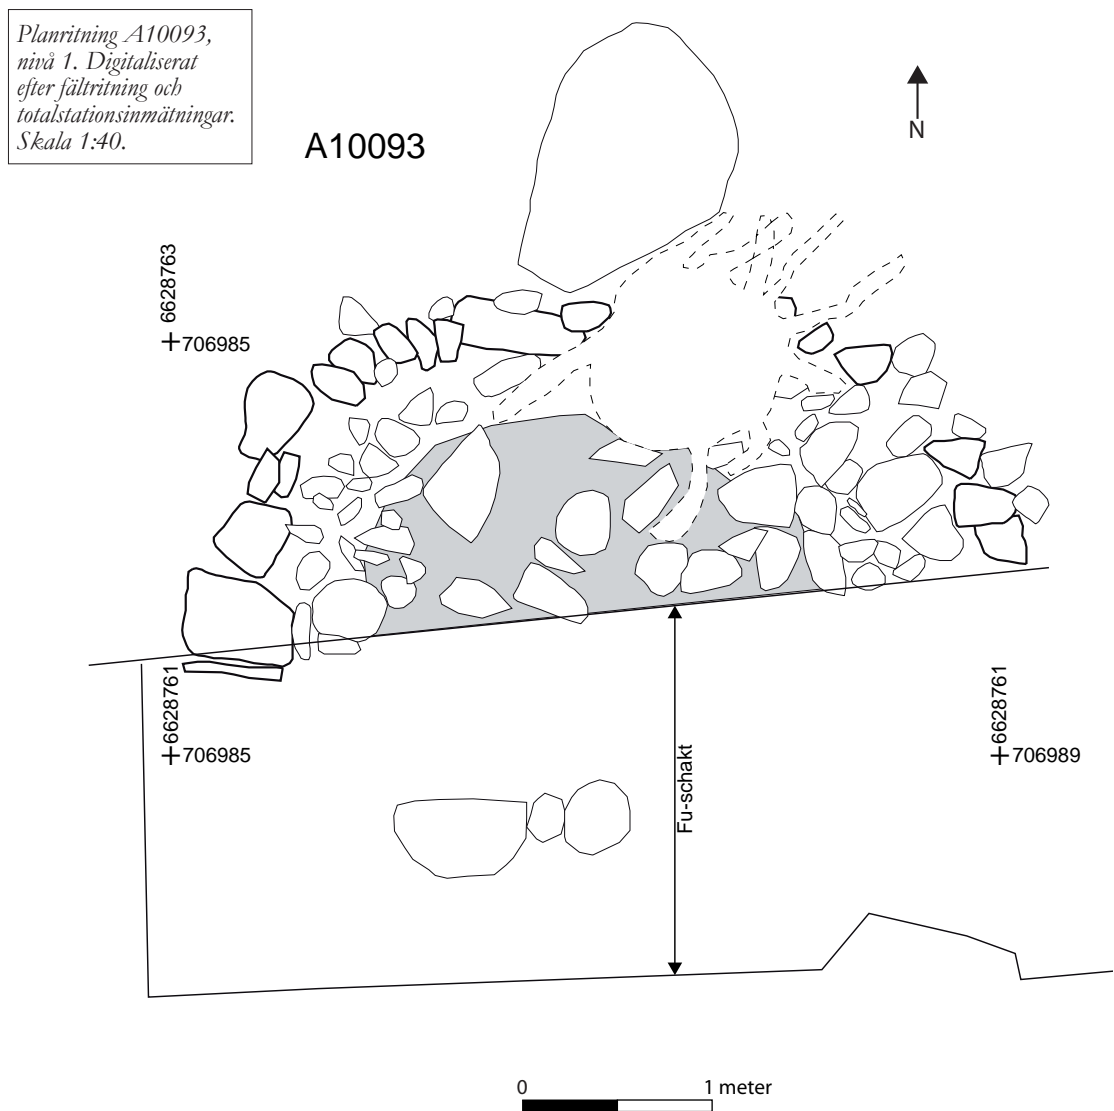 Planritning A10093,
nivå 1. Digitaliserat
efter fältritning och
totalstationsinmätningar.
Skala 1:40.
A10093
N
6628763
706985
6628761
706985
6628761
706989
Fu-schakt
0 1 meter